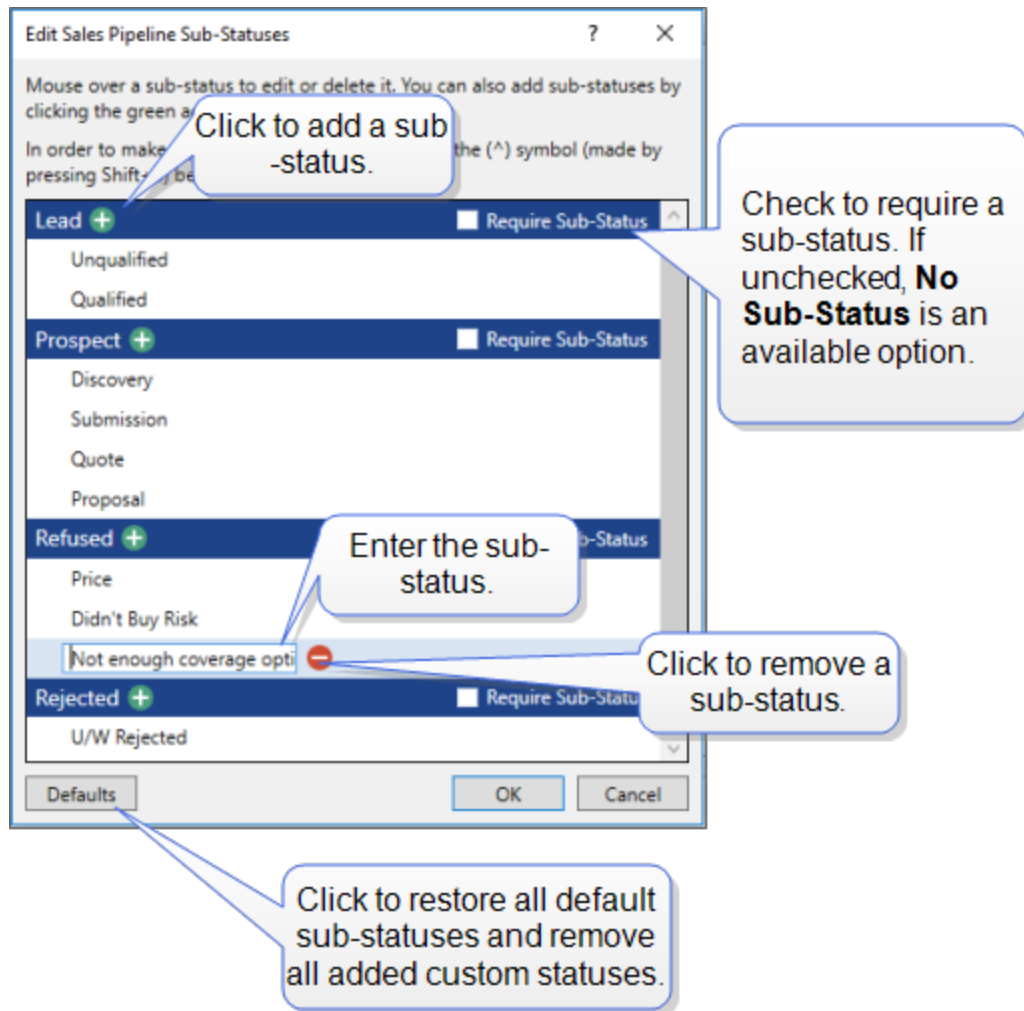 Edit Sales Pipeline Sub-Statuses ? ×
Mouse over a sub-status to edit or delete it. You can also add sub-statuses by
clicking the green
In order to make the (^) symbol (made by
pressing Shift-
Click to add a sub
-status.
Lead Require Sub-Status
Unqualified
Qualified
Check to require a
sub-status. If
unchecked, No
Sub-Status is an
available option.
Prospect Require Sub-Status
Discovery
Submission
Quote
Proposal
Refused b-Status
Enter the sub-
status.
Price
Didn't Buy Risk
Not enough coverage opti
Click to remove a
sub-status.
Rejected Require Sub-Statu
U/W Rejected
Defaults OK Cancel
Click to restore all default
sub-statuses and remove
all added custom statuses.